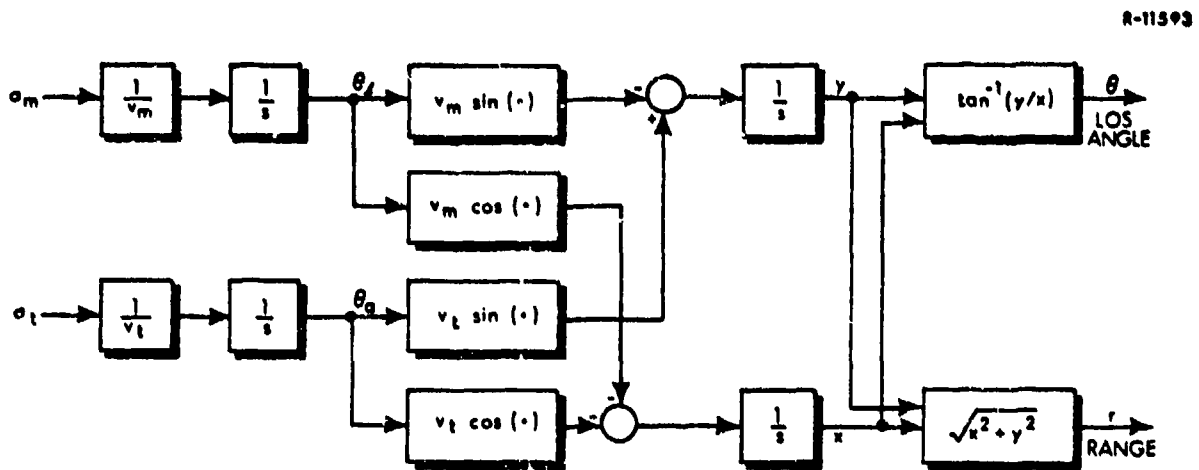 R-11593
a_m
1/v_m
1/s
θ_ℓ
v_m sin (·)
-
+
1/s
y
tan⁻¹(y/x)
θ
LOS
ANGLE
v_m cos (·)
a_t
1/v_t
1/s
θ_a
v_t sin (·)
v_t cos (·)
-
-
1/s
x
√x² + y²
r
RANGE